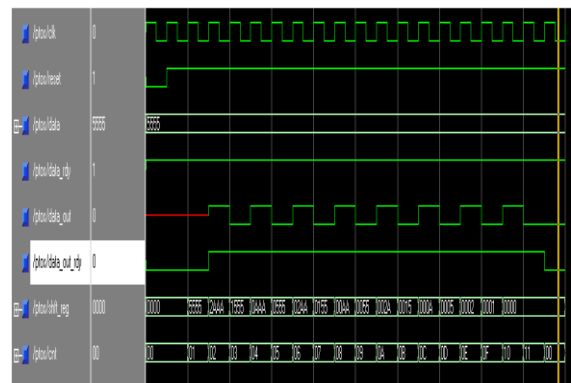 /ptos/clk 0
/ptos/reset 1
/ptos/data 5555 5555
/ptos/data_rdy 1
/ptos/data_out 0
/ptos/data_out_rdy 0
/ptos/shft_reg 0000 0000 5555 2AAA 1555 0AAA 0555 02AA 0155 00AA 0055 002A 0015 000A 0005 0002 0001 0000
/ptos/cnt 00 00 01 02 03 04 05 06 07 08 09 0A 0B 0C 0D 0E 0F 10 11 00